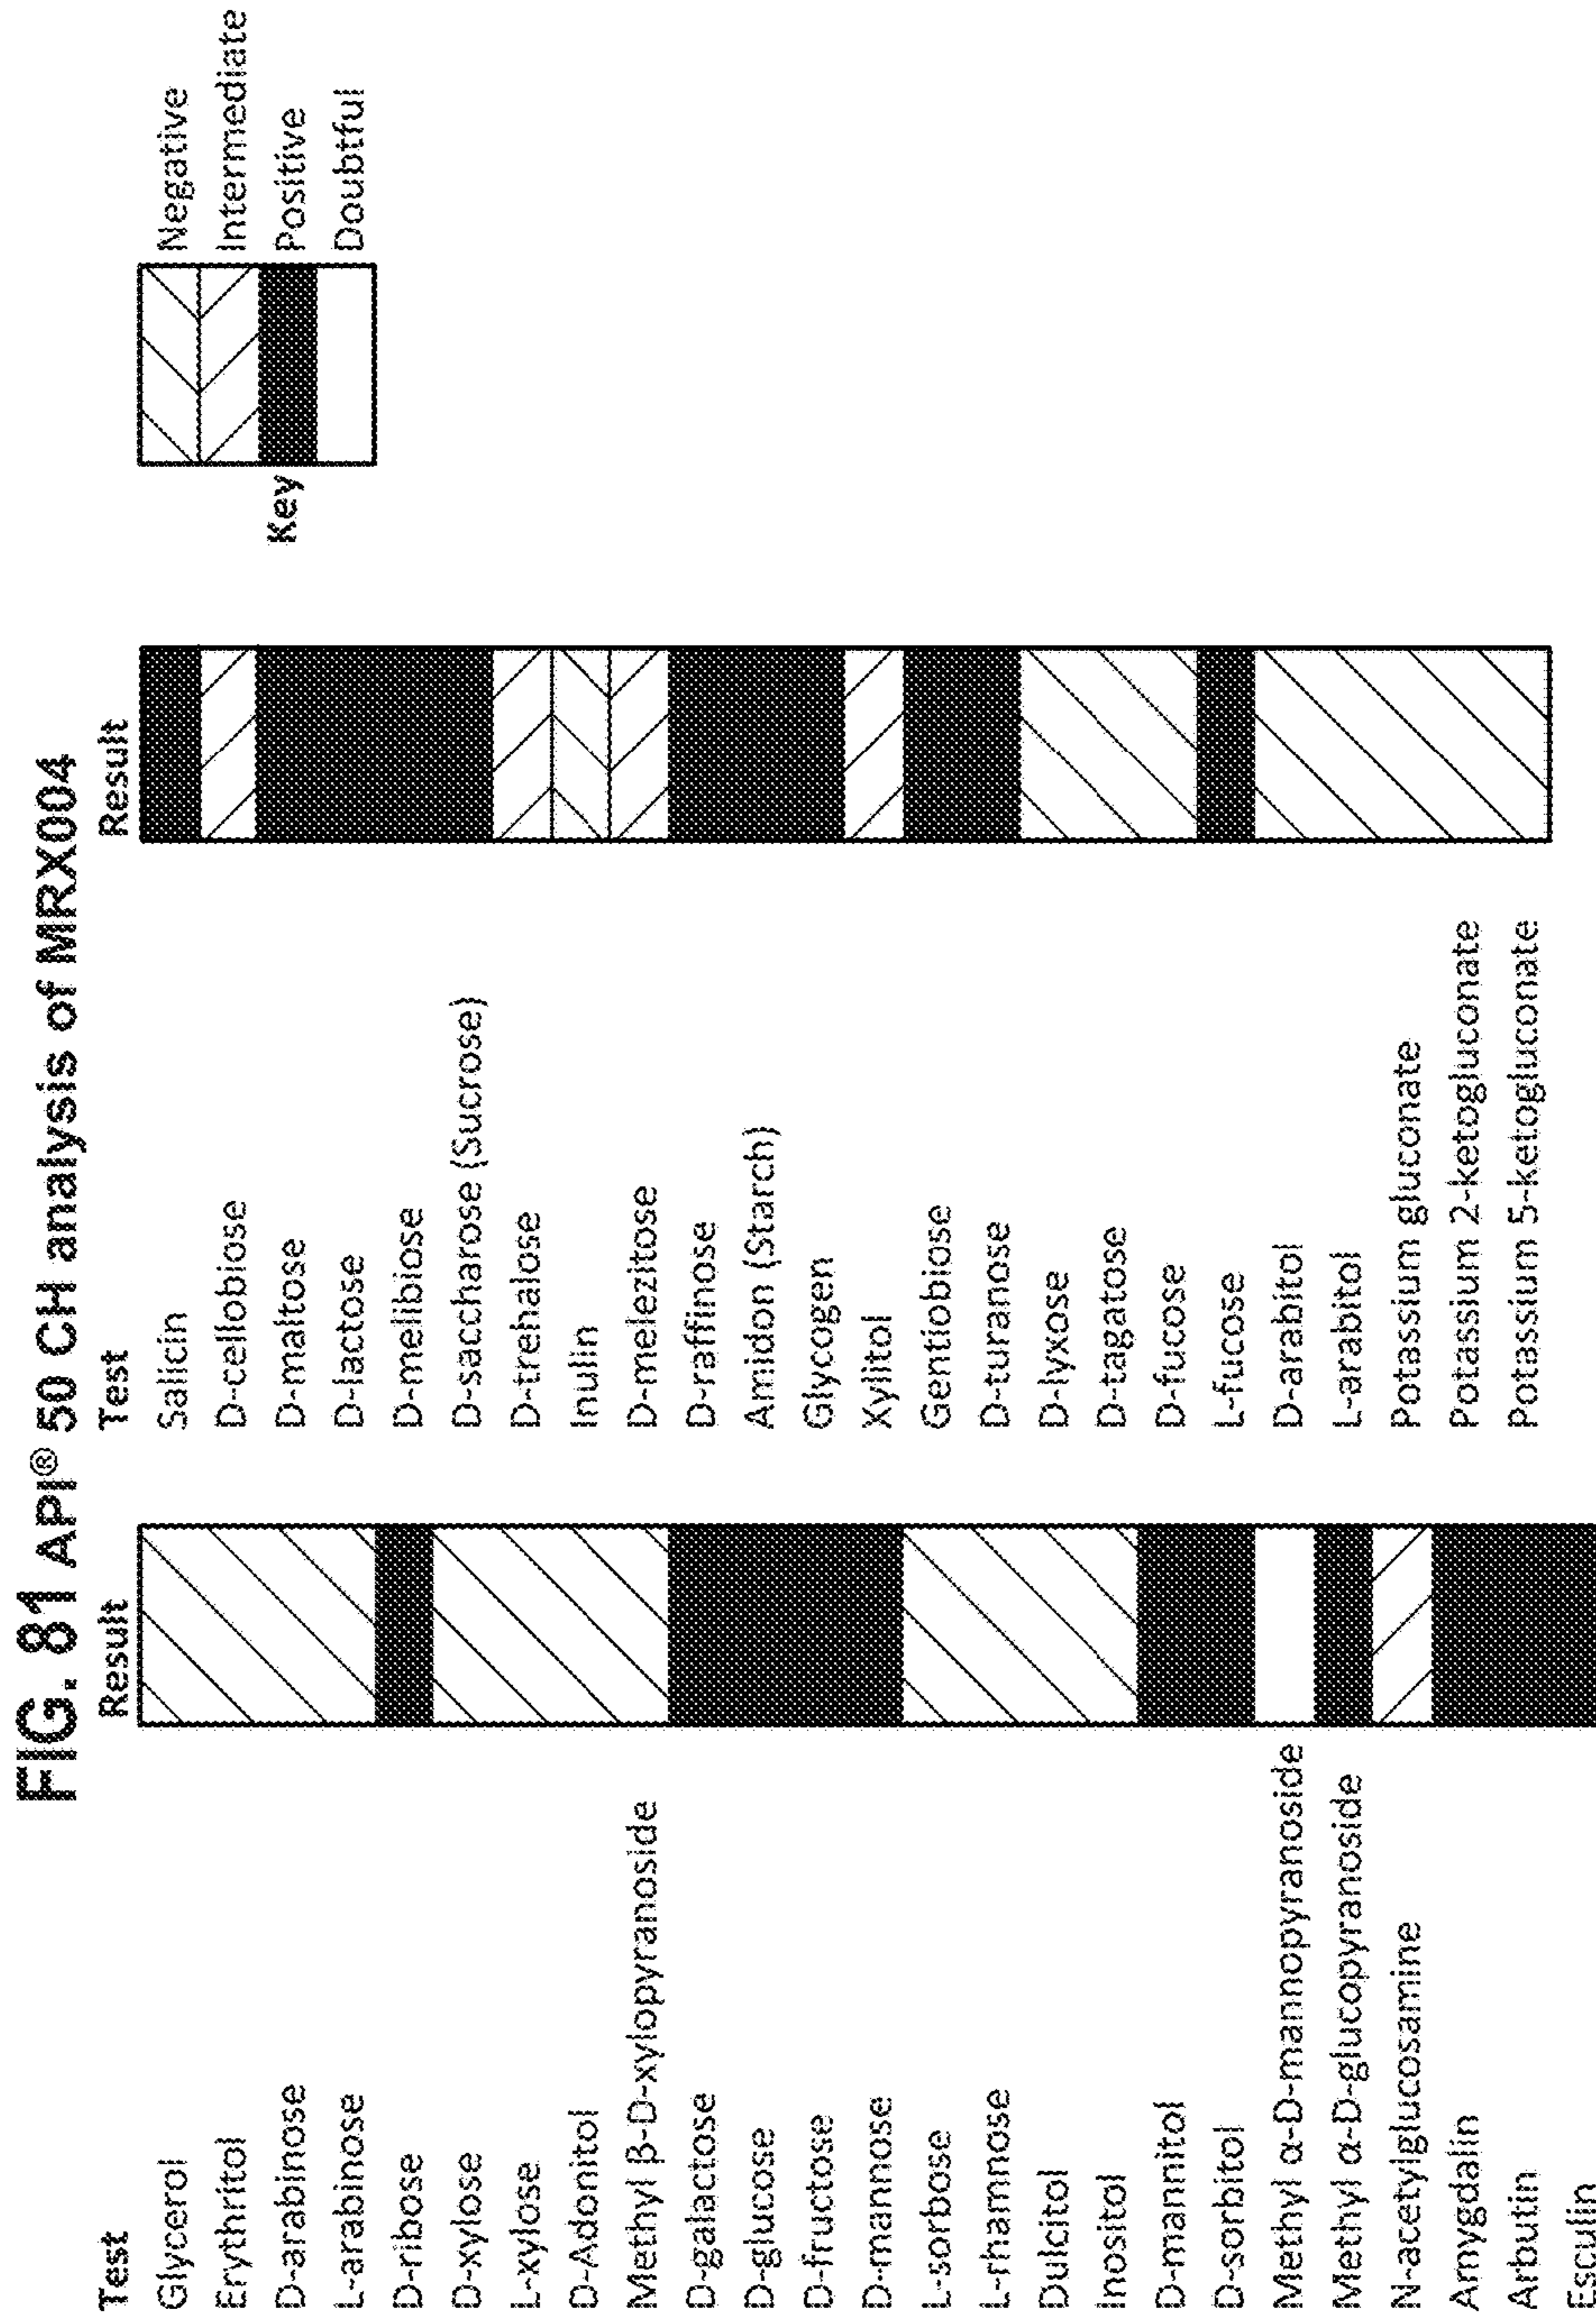 FIG. 81 API® 50 CH analysis of MRX004
Test Result Test Result
Glycerol Salicin
Erythritol D-cellobiose
D-arabinose D-maltose
L-arabinose D-lactose
D-ribose D-melibiose
D-xylose D-saccharose (Sucrose)
L-xylose D-trehalose
D-Adonitol Inulin
Methyl β-D-xylopyranoside D-melezitose
D-galactose D-raffinose
D-glucose Amidon (Starch)
D-fructose Glycogen
D-mannose Xylitol
L-sorbose Gentiobiose
L-rhamnose D-turanose
Dulcitol D-lyxose
Inositol D-tagatose
D-mannitol D-fucose
D-sorbitol L-fucose
Methyl α-D-mannopyranoside D-arabitol
Methyl α-D-glucopyranoside L-arabitol
N-acetylglucosamine Potassium gluconate
Amygdalin Potassium 2-ketogluconate
Arbutin Potassium 5-ketogluconate
Esculin
Key
Negative
Intermediate
Positive
Doubtful